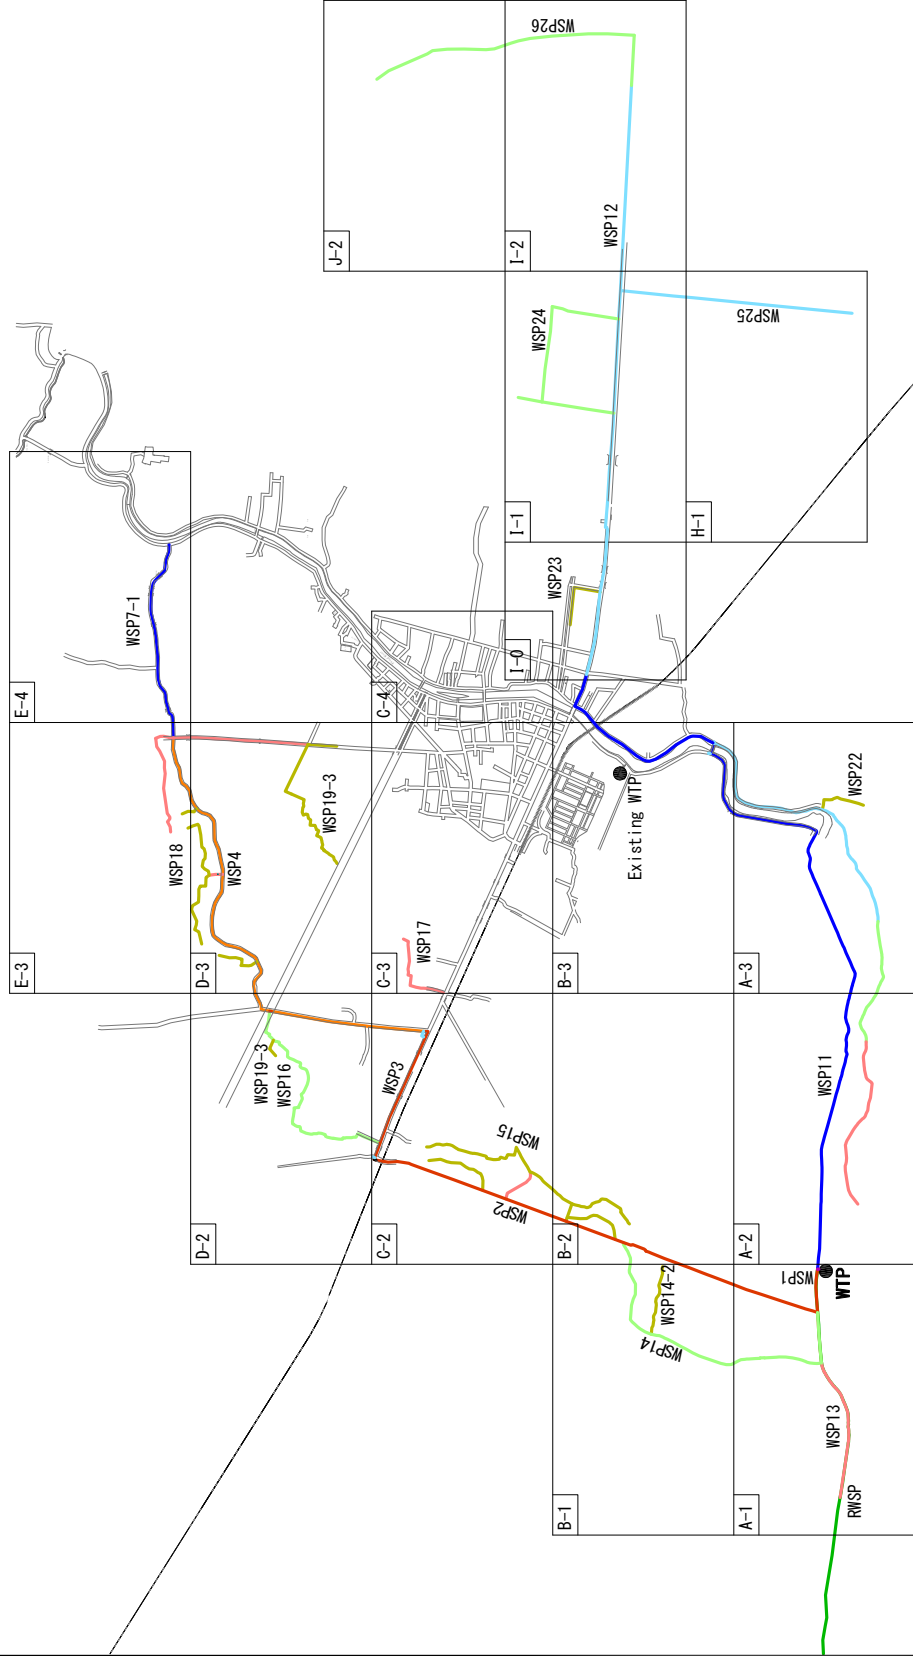 WSP26
J-2
I-2
WSP12
WSP24
WSP25
I-1
H-1
E-4
WSP7-1
WSP23
I-0
C-4
E-3
WSP18
D-3
WSP4
WSP19-3
C-3
WSP17
B-3
Existing WTP
A-3
WSP22
D-2
WSP19-3
WSP16
WSP3
C-2
WSP15
WSP2
B-2
A-2
WSP11
WSP1
WTP
WSP14-2
WSP14
B-1
A-1
WSP13
RWSP